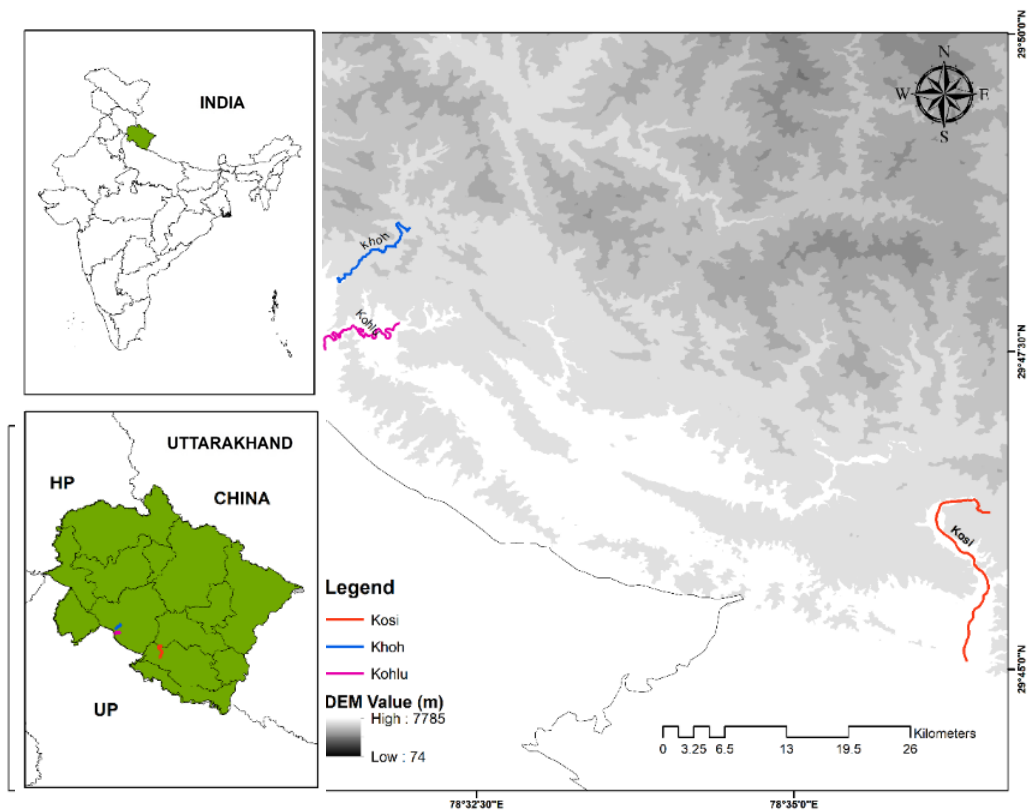 INDIA
UTTARAKHAND
HP
CHINA
UP
N
W
E
S
Khoh
Kohlu
Kosi
Legend
Kosi
Khoh
Kohlu
DEM Value (m)
High : 7785
Low : 74
Kilometers
0 3.25 6.5 13 19.5 26
78°32'30"E
78°35'0"E
29°50'0"N
29°47'30"N
29°45'0"N